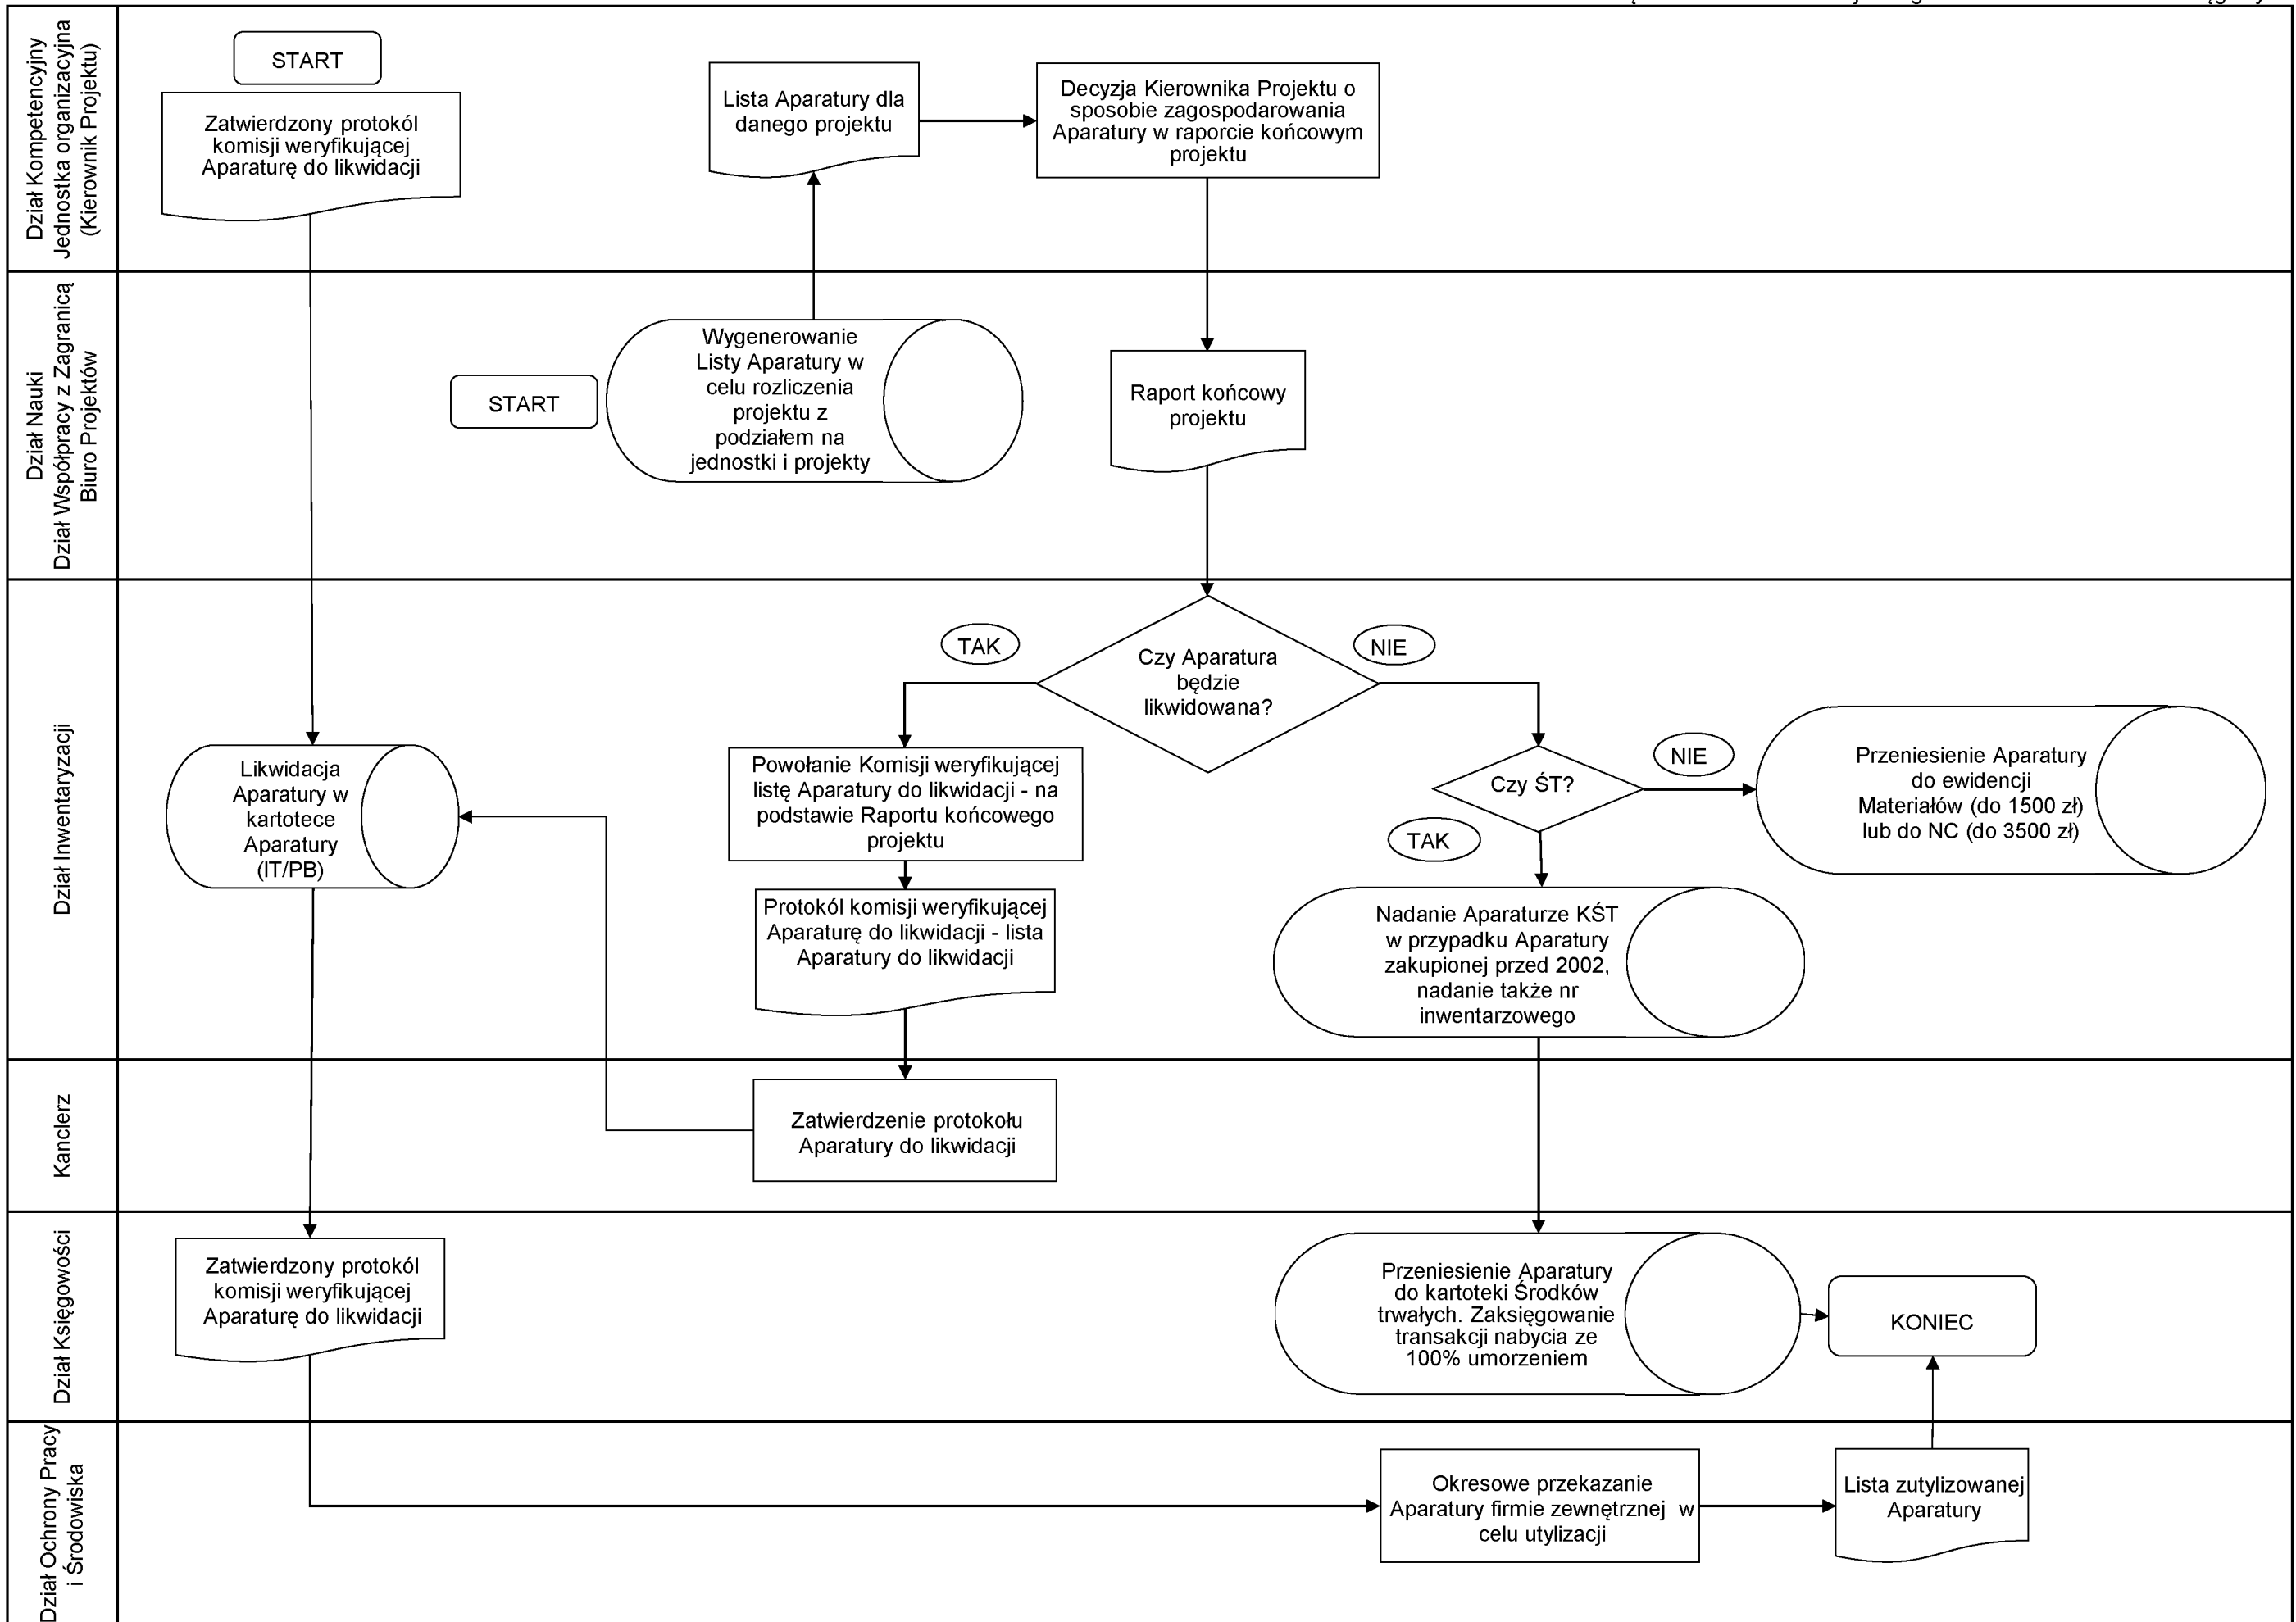 Dział Kompetencyjny
Jednostka organizacyjna
(Kierownik Projektu)
START
Zatwierdzony protokól
komisji weryfikującej
Aparaturę do likwidacji
Lista Aparatury dla
danego projektu
Decyzja Kierownika Projektu o
sposobie zagospodarowania
Aparatury w raporcie końcowym
projektu
Dział Nauki
Dział Współpracy z Zagranicą
Biuro Projektów
START
Wygenerowanie
Listy Aparatury w
celu rozliczenia
projektu z
podziałem na
jednostki i projekty
Raport końcowy
projektu
Dział Inwentaryzacji
TAK
Czy Aparatura
będzie
likwidowana?
NIE
Likwidacja
Aparatury w
kartotece
Aparatury
(IT/PB)
Powołanie Komisji weryfikującej
listę Aparatury do likwidacji - na
podstawie Raportu końcowego
projektu
Czy ŚT?
NIE
TAK
Przeniesienie Aparatury
do ewidencji
Materiałów (do 1500 zł)
lub do NC (do 3500 zł)
Protokól komisji weryfikującej
Aparaturę do likwidacji - lista
Aparatury do likwidacji
Nadanie Aparaturze KŚT
w przypadku Aparatury
zakupionej przed 2002,
nadanie także nr
inwentarzowego
Kanclerz
Zatwierdzenie protokołu
Aparatury do likwidacji
Dział Księgowości
Zatwierdzony protokól
komisji weryfikującej
Aparaturę do likwidacji
Przeniesienie Aparatury
do kartoteki Środków
trwałych. Zaksięgowanie
transakcji nabycia ze
100% umorzeniem
KONIEC
Dział Ochrony Pracy
i Środowiska
Okresowe przekazanie
Aparatury firmie zewnętrznej w
celu utylizacji
Lista zutylizowanej
Aparatury